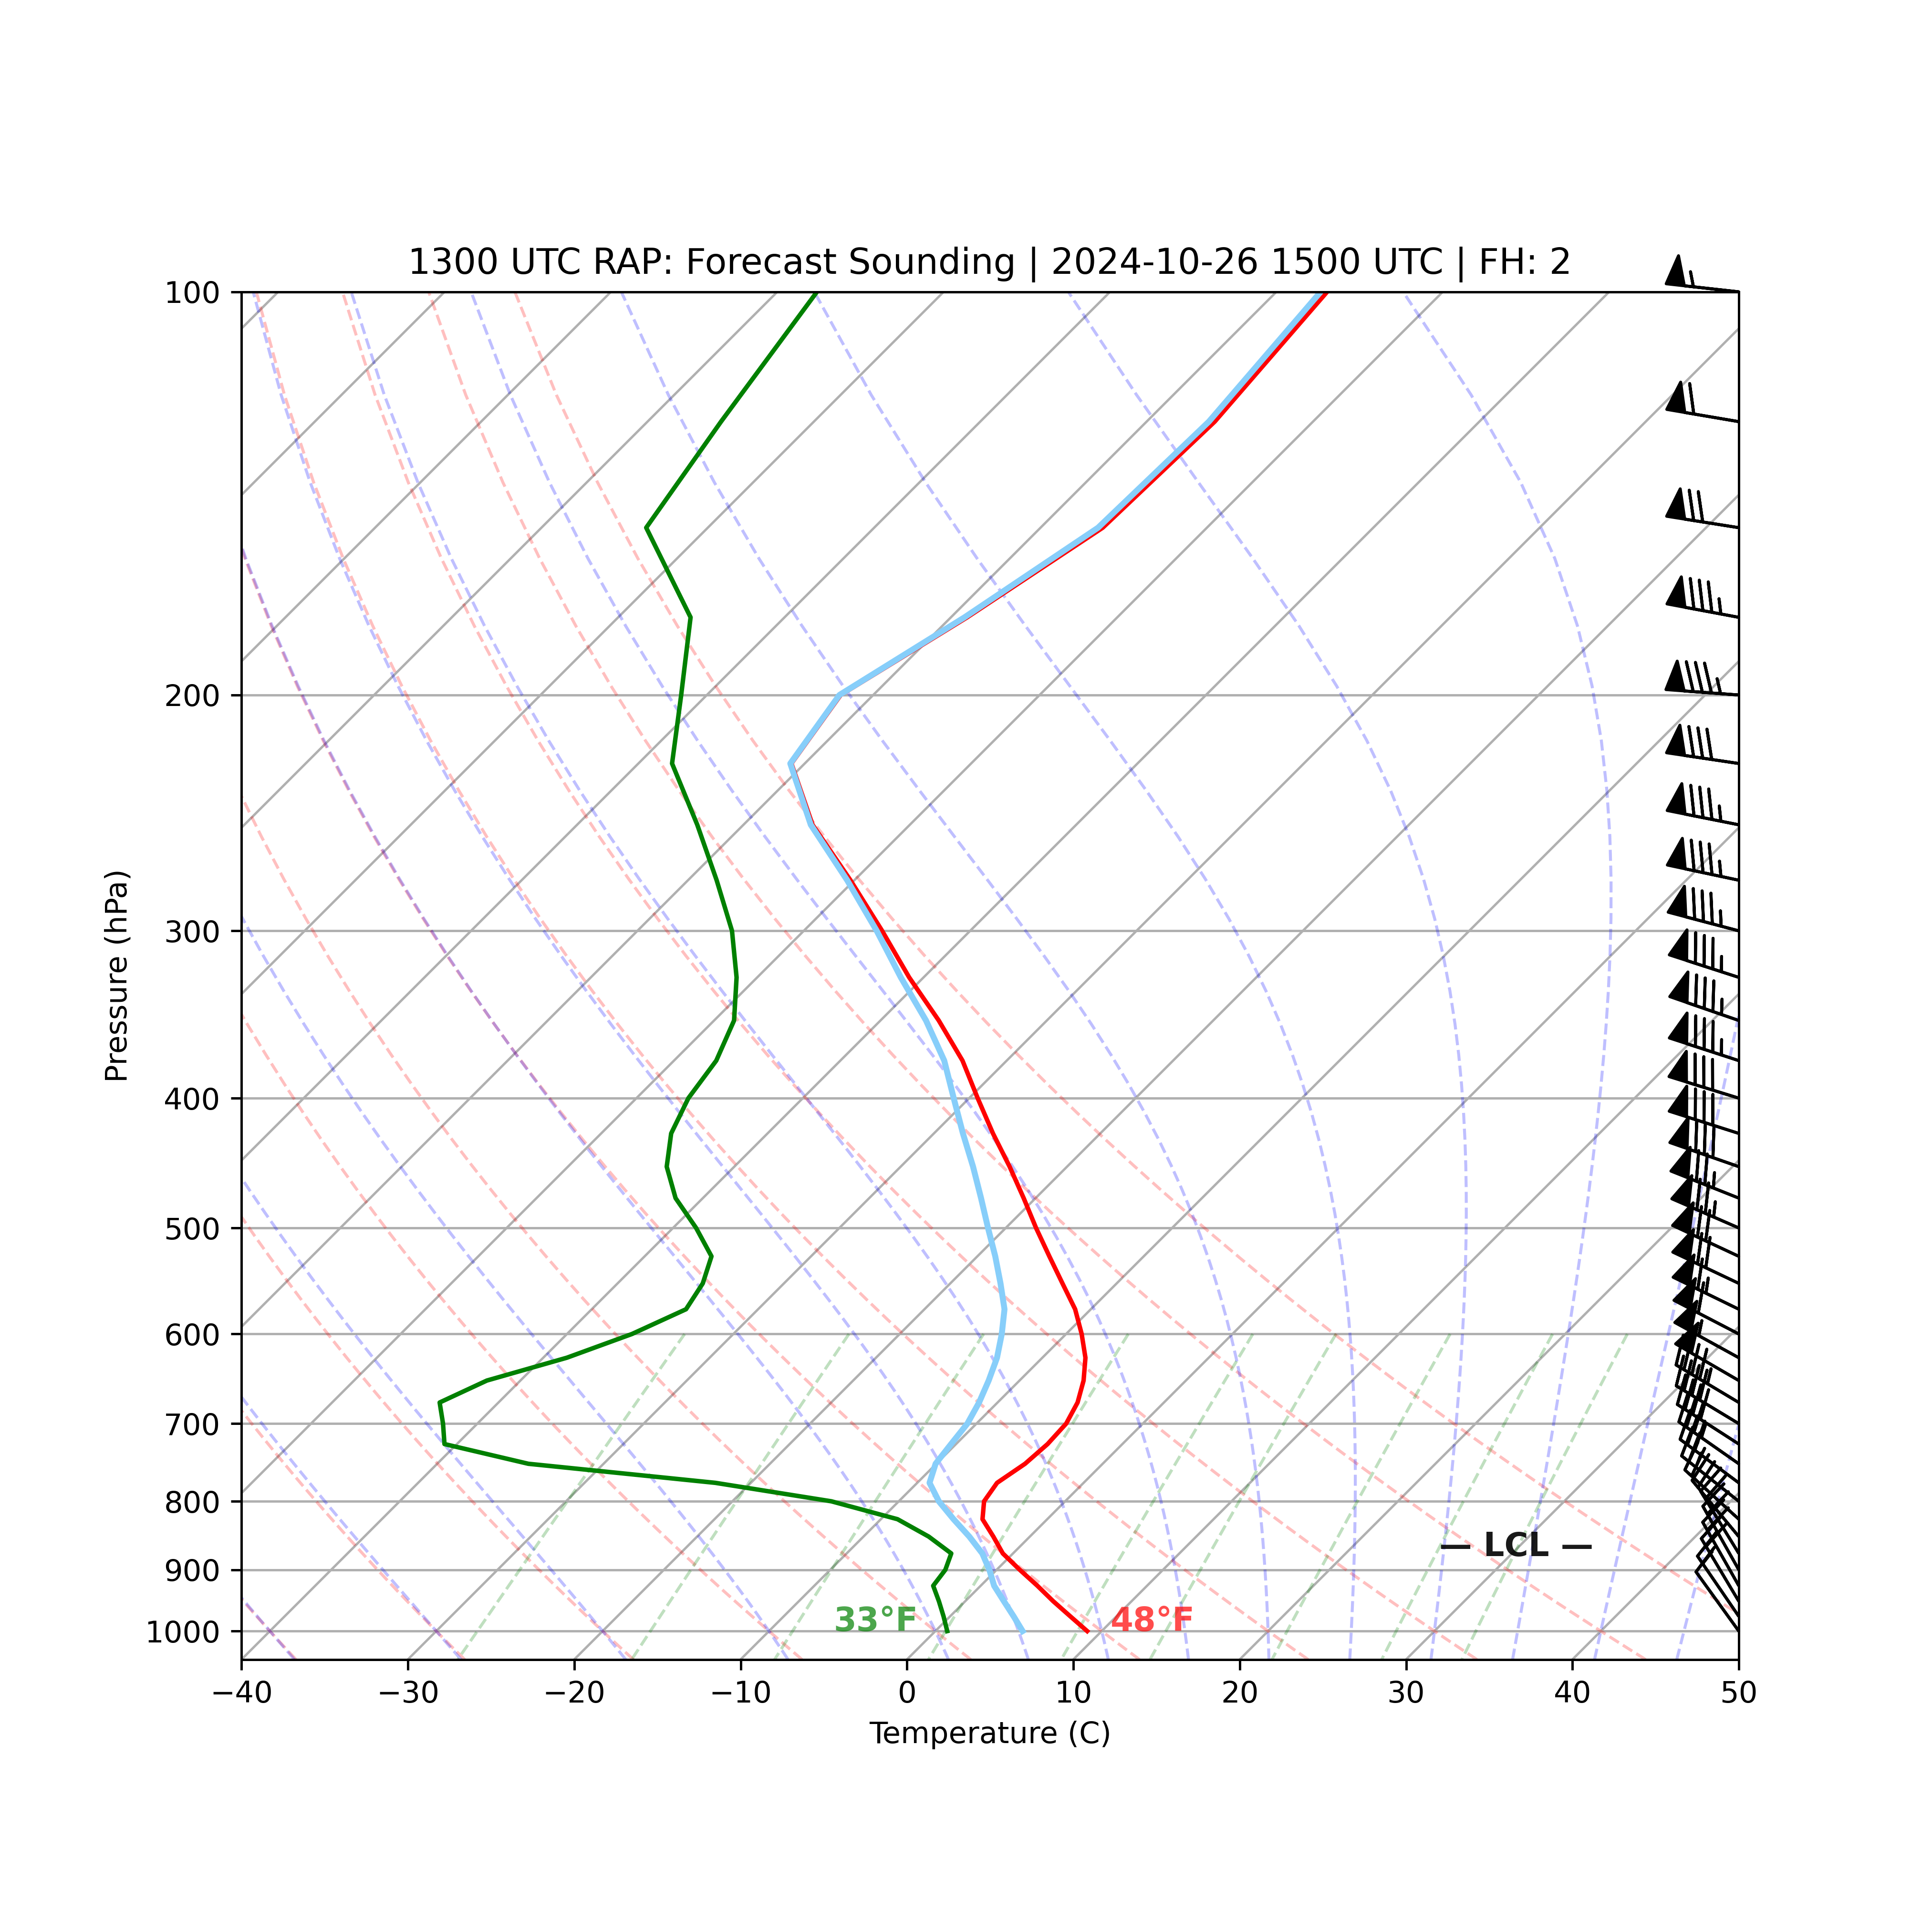 1300 UTC RAP: Forecast Sounding | 2024-10-26 1500 UTC | FH: 2
100
200
300
400
500
600
700
800
900
1000
Pressure (hPa)
— LCL —
33°F
48°F
−40 −30 −20 −10 0 10 20 30 40 50
Temperature (C)